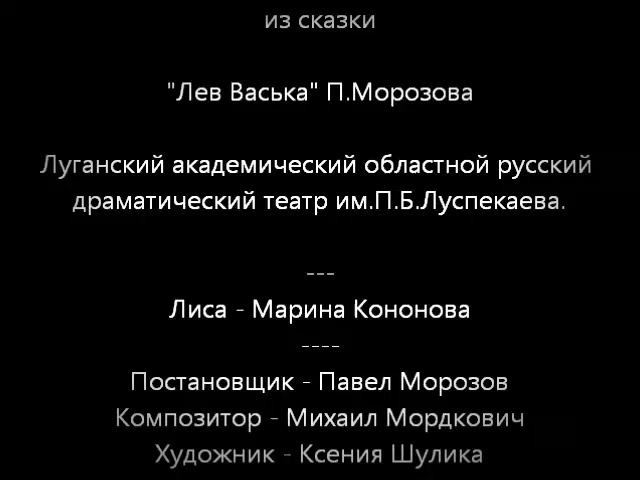 из сказки
"Лев Васька" П.Морозова
Луганский академический областной русский
драматический театр им.П.Б.Луспекаева.
---
Лиса - Марина Кононова
----
Постановщик - Павел Морозов
Композитор - Михаил Мордкович
Художник - Ксения Шулика